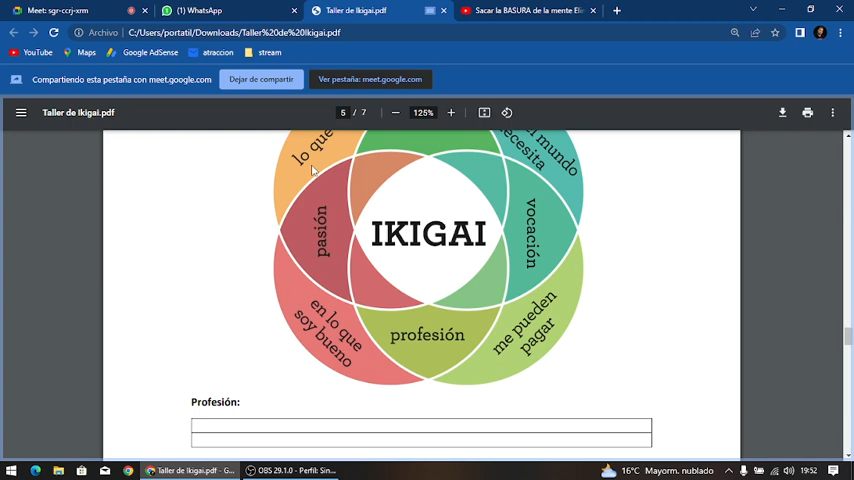 Meet: sgr-ccrj-xrm
(1) WhatsApp
Taller de Ikigai.pdf
Sacar la BASURA de la mente Elin
Archivo
C:/Users/portatil/Downloads/Taller%20de%20Ikigai.pdf
YouTube
Maps
Google AdSense
atraccion
stream
Compartiendo esta pestaña con meet.google.com
Dejar de compartir
Ver pestaña: meet.google.com
Taller de Ikigai.pdf
5 / 7
125%
lo que
el mundo
necesita
pasión
IKIGAI
vocación
en lo que
soy bueno
profesión
me pueden
pagar
Profesión:
Taller de Ikigai.pdf - G...
OBS 29.1.0 - Perfil: Sin...
16°C Mayorm. nublado
19:52